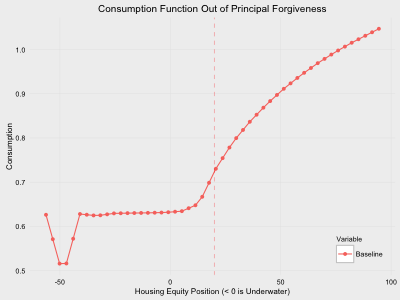 Consumption Function Out of Principal Forgiveness
Consumption
1.0
0.9
0.8
0.7
0.6
0.5
-50 0 50 100
Housing Equity Position (< 0 is Underwater)
Variable
Baseline